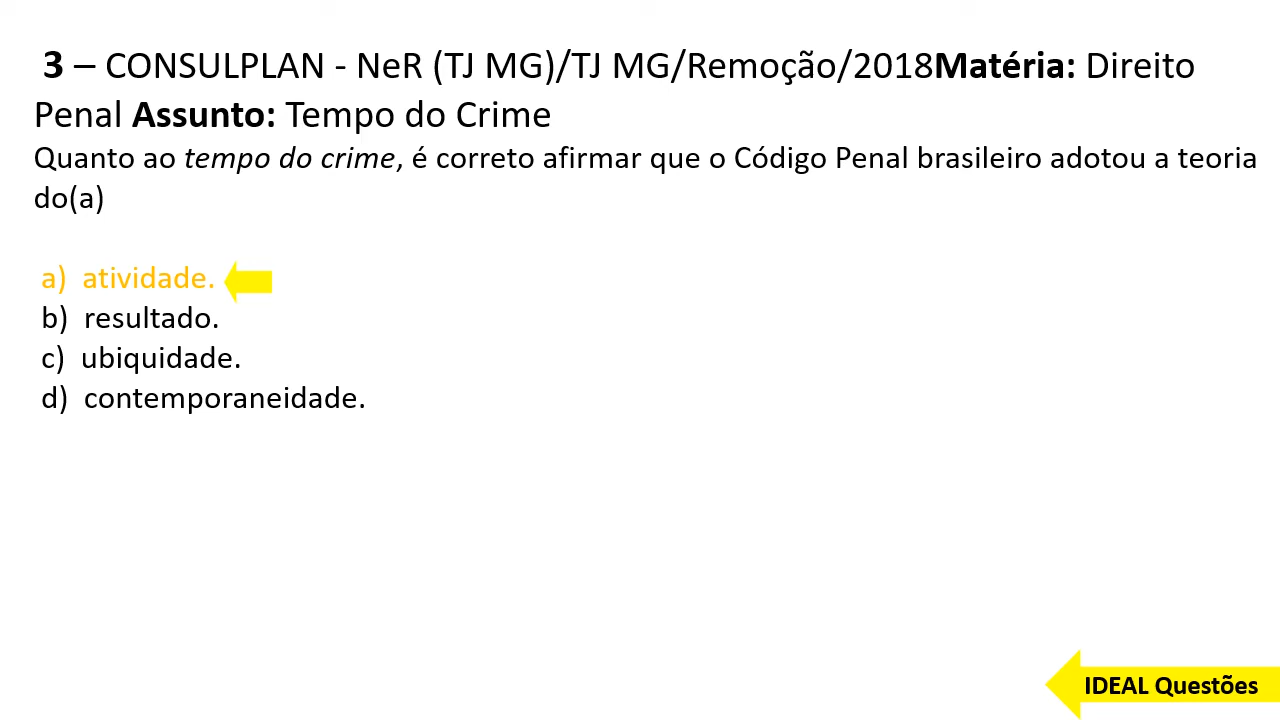 3 – CONSULPLAN - NeR (TJ MG)/TJ MG/Remoção/2018Matéria: Direito
Penal Assunto: Tempo do Crime
Quanto ao tempo do crime, é correto afirmar que o Código Penal brasileiro adotou a teoria
do(a)
a) atividade.
b) resultado.
c) ubiquidade.
d) contemporaneidade.
IDEAL Questões